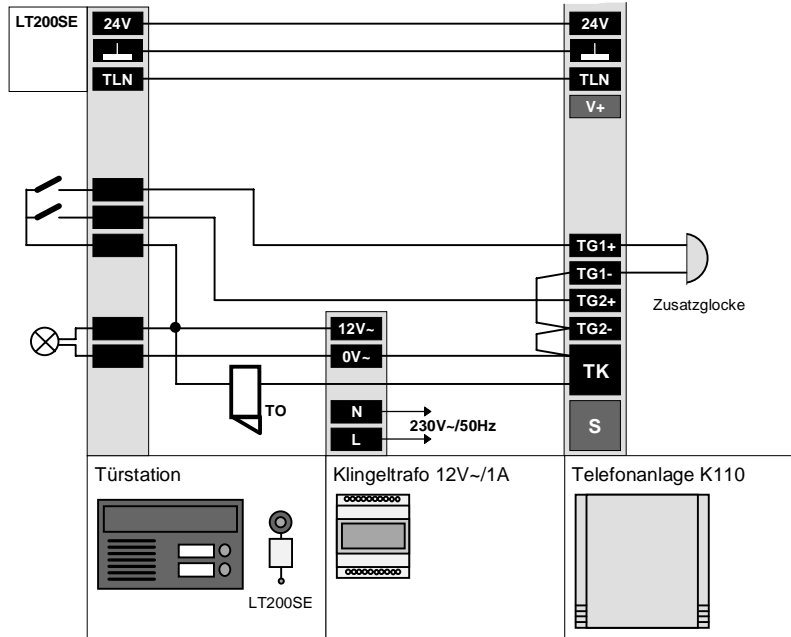 LT200SE
24V
24V
TLN
TLN
V+
TG1+
TG1-
Zusatzglocke
TG2+
TG2-
12V~
0V~
TK
TO
N
230V~/50Hz
L
S
Türstation
Klingeltrafo 12V~/1A
Telefonanlage K110
LT200SE